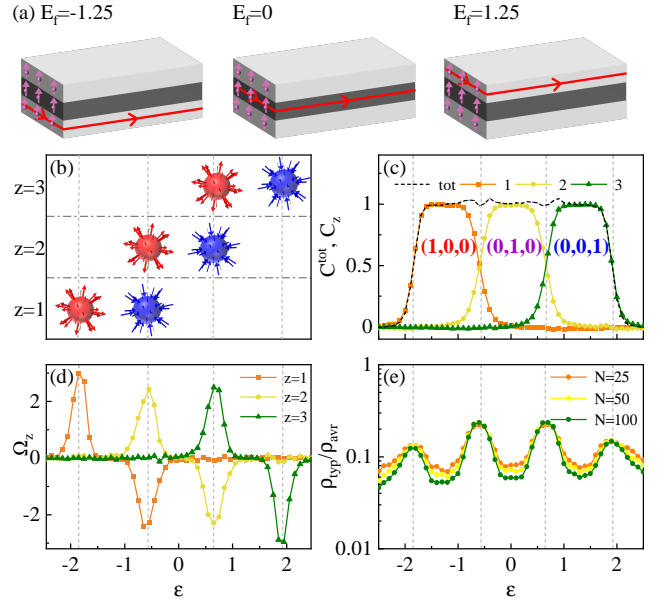 (a) E_f=-1.25 E_f=0 E_f=1.25
(b)
z=3
z=2
z=1
(c)
tot 1 2 3
C^tot, C_z
1
0.5
0
(1,0,0) (0,1,0) (0,0,1)
(d)
z=1
z=2
z=3
Ω_z
2
0
-2
-2 -1 0 1 2
ε
(e)
N=25
N=50
N=100
ρ_typ/ρ_avr
0.1
0.1
0.01
-2 -1 0 1 2
ε